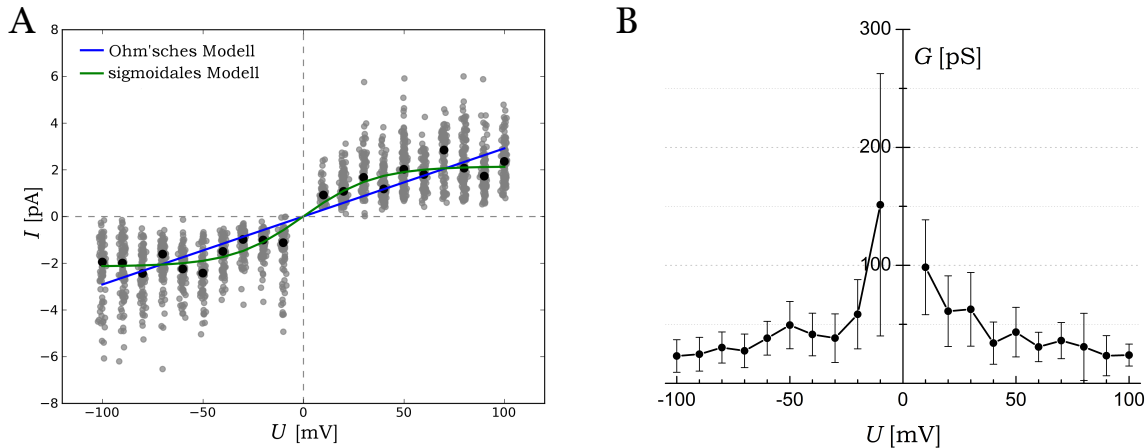 A
8
6
4
2
0
−2
−4
−6
−8
I [pA]
Ohm'sches Modell
sigmoidales Modell
−100 −50 0 50 100
U [mV]
B
300
G [pS]
200
100
-100 -50 0 50 100
U [mV]